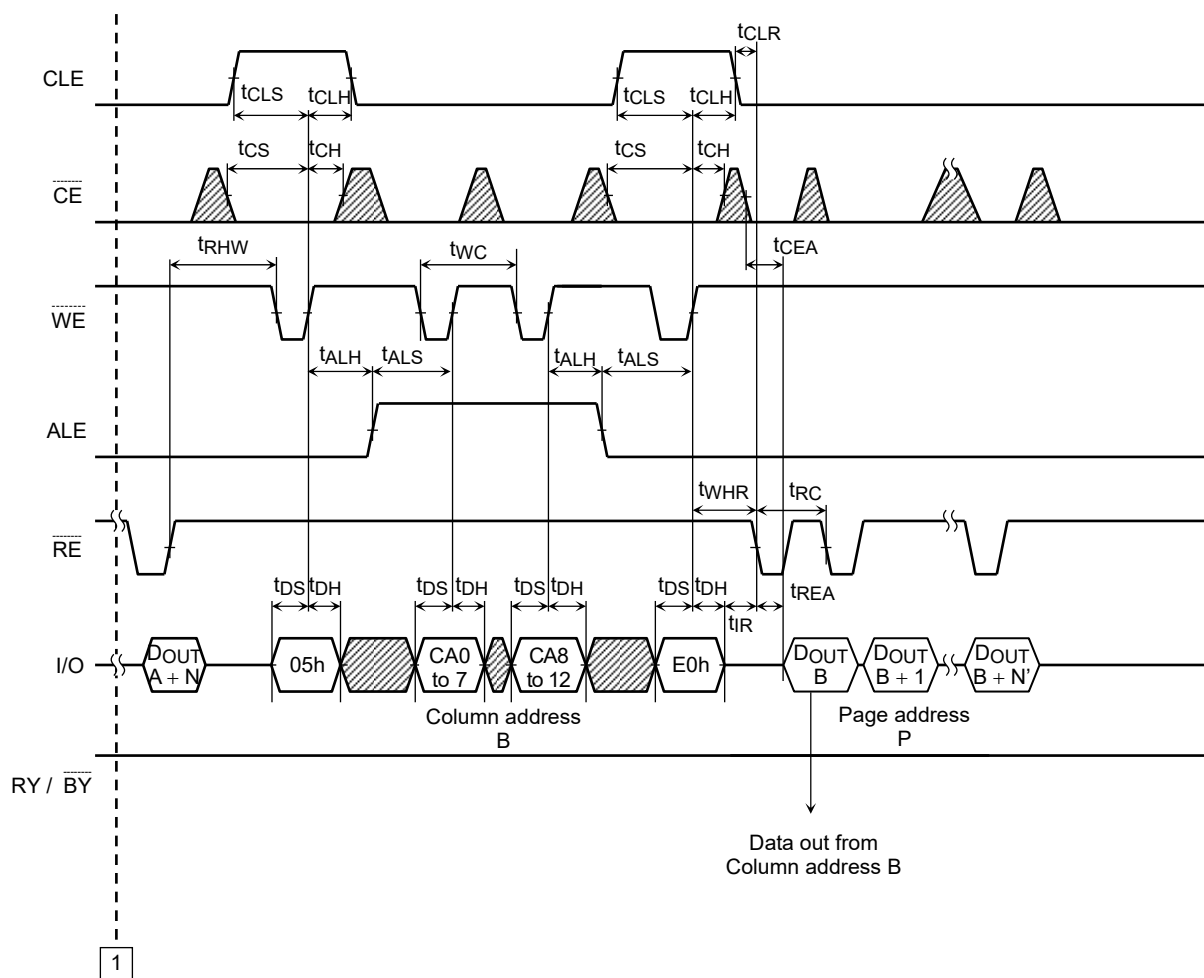 tCLR
CLE
tCLS tCLH tCLS tCLH
tCS tCH tCS tCH
CE
tRHW tWC tCEA
WE
tALH tALS tALH tALS
ALE
tWHR tRC
RE
tDS tDH tDS tDH tDS tDH tDS tDH tREA
tIR
I/O
DOUT
A + N
05h
CA0
to 7
CA8
to 12
E0h
DOUT
B
DOUT
B + 1
DOUT
B + N’
Column address
B
Page address
P
RY / BY
Data out from
Column address B
1